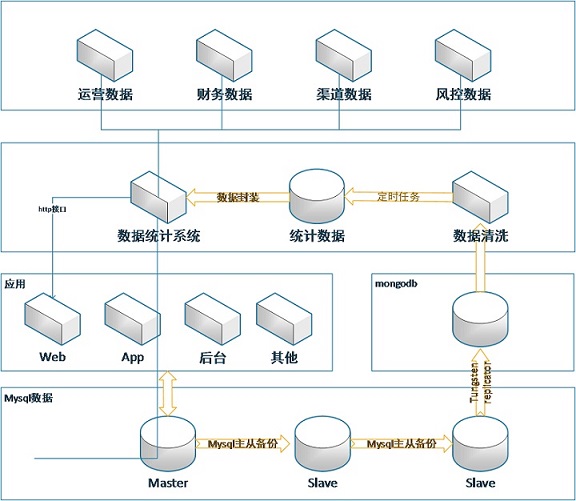 运营数据
财务数据
渠道数据
风控数据
http接口
数据封装
定时任务
数据统计系统
统计数据
数据清洗
应用
mongodb
Web
App
后台
其他
Tungsten
replicator
Mysql数据
Mysql主从备份
Mysql主从备份
Master
Slave
Slave